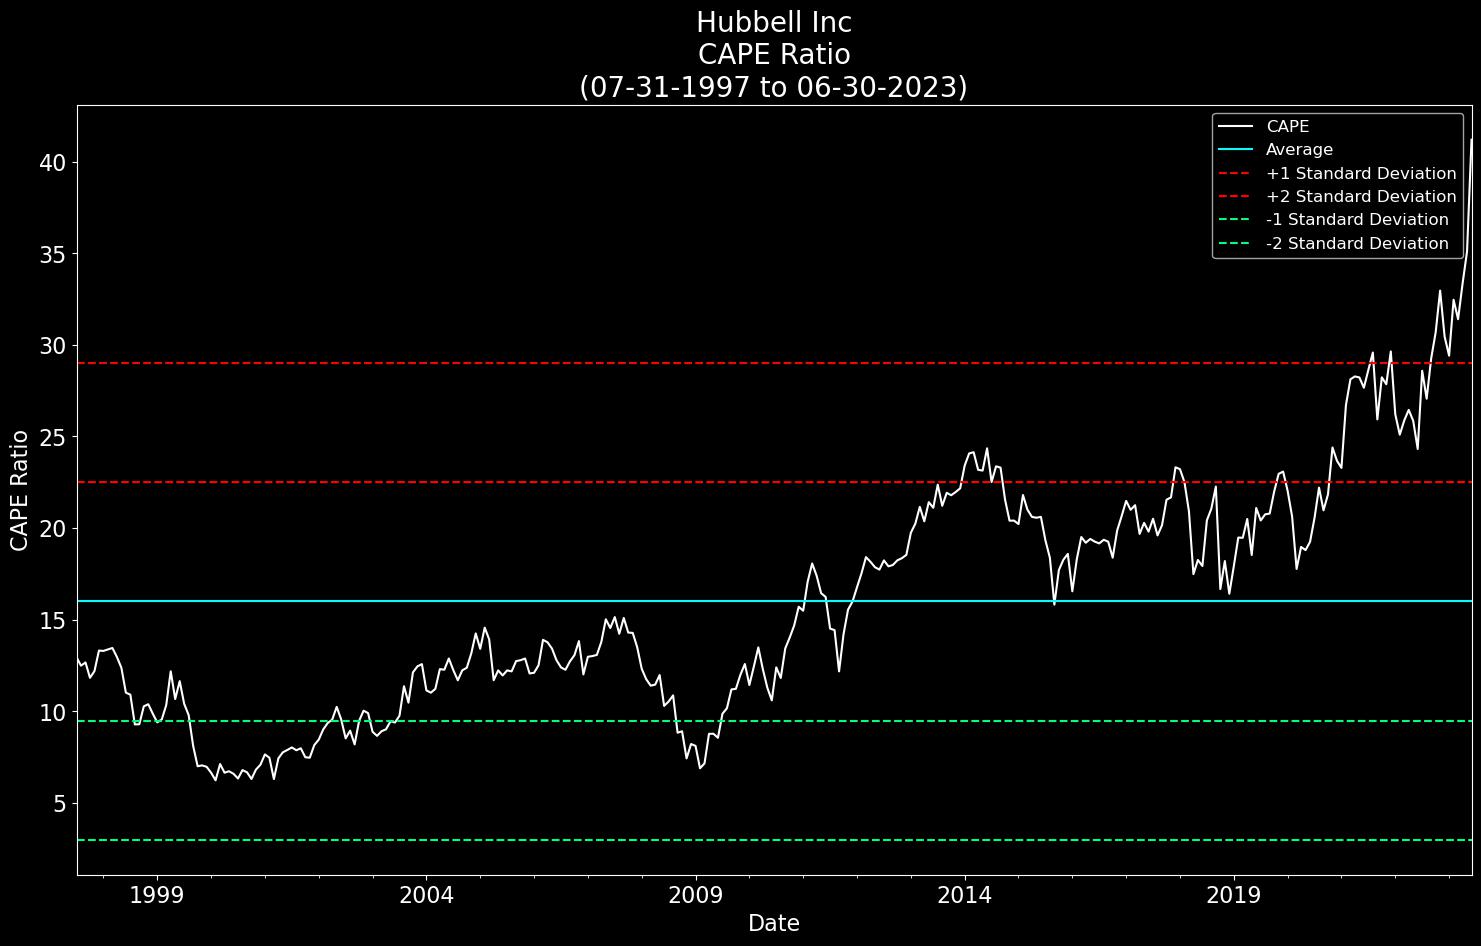 Hubbell Inc
CAPE Ratio
(07-31-1997 to 06-30-2023)
CAPE
Average
+1 Standard Deviation
+2 Standard Deviation
-1 Standard Deviation
-2 Standard Deviation
CAPE Ratio
40
35
30
25
20
15
10
5
1999
2004
2009
2014
2019
Date